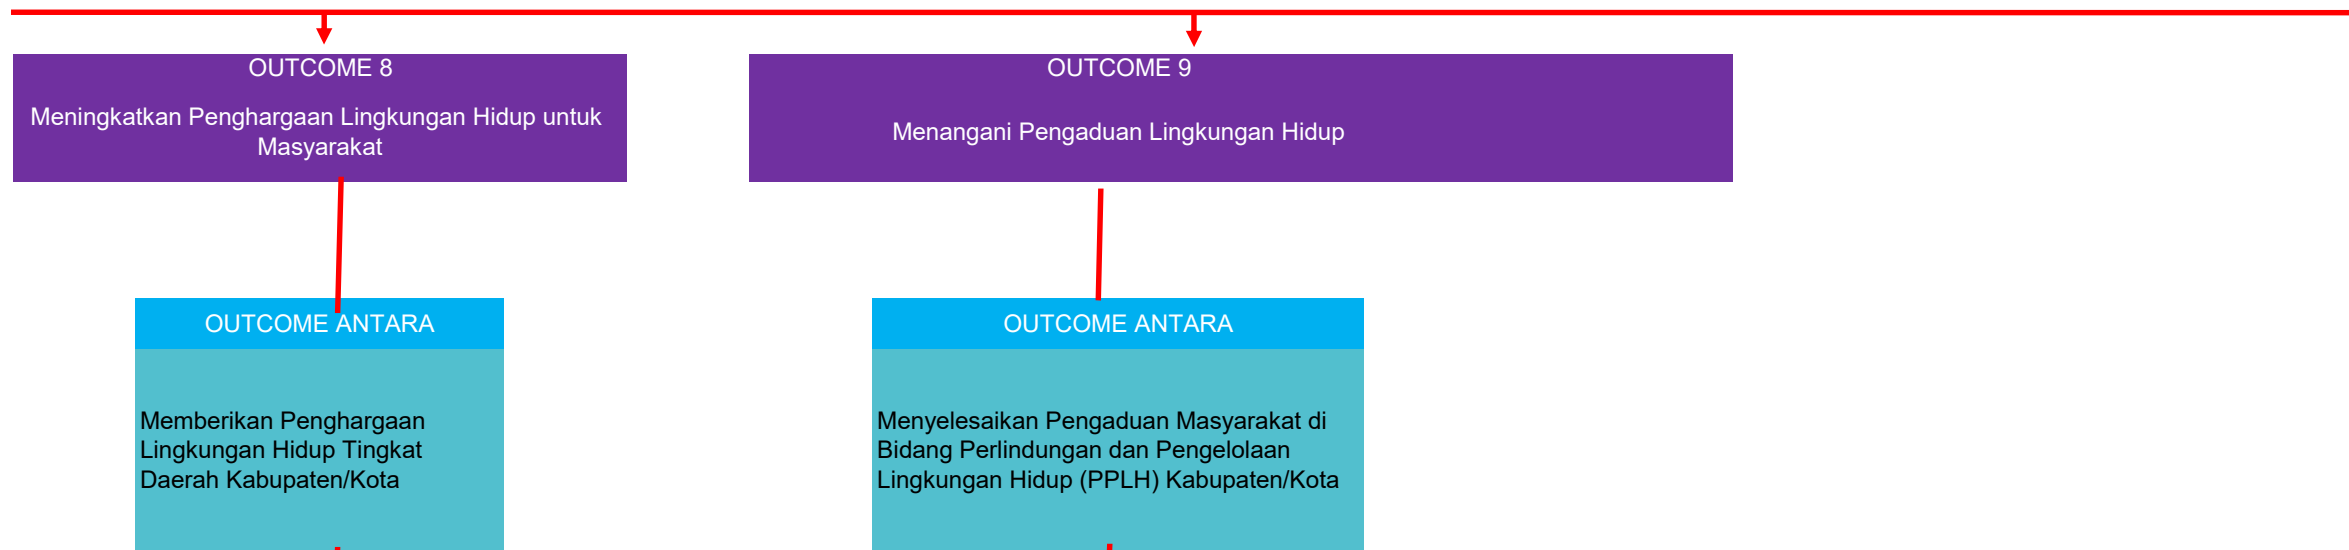 OUTCOME 8
Meningkatkan Penghargaan Lingkungan Hidup untuk
Masyarakat
OUTCOME 9
Menangani Pengaduan Lingkungan Hidup
OUTCOME ANTARA
Memberikan Penghargaan
Lingkungan Hidup Tingkat
Daerah Kabupaten/Kota
OUTCOME ANTARA
Menyelesaikan Pengaduan Masyarakat di
Bidang Perlindungan dan Pengelolaan
Lingkungan Hidup (PPLH) Kabupaten/Kota